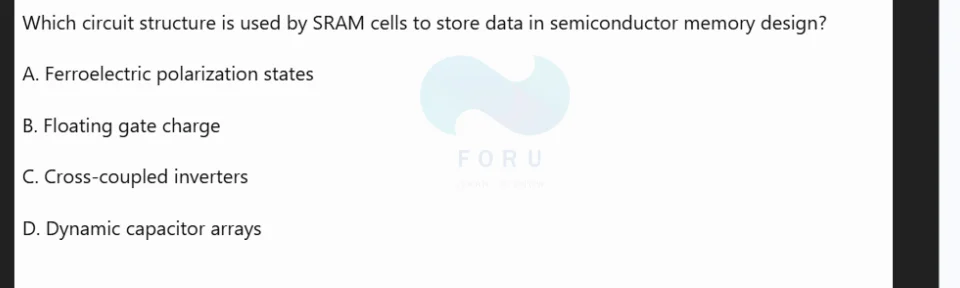 Which circuit structure is used by SRAM cells to store data in semiconductor memory design?
A. Ferroelectric polarization states
B. Floating gate charge
FORU
C. Cross-coupled inverters
D. Dynamic capacitor arrays